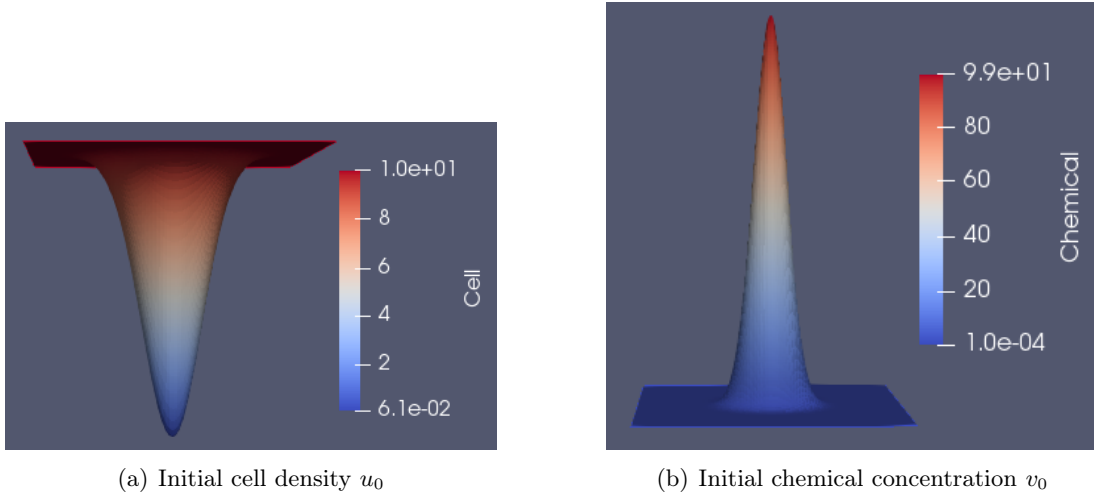 1.0e+01
8
6
4
2
6.1e-02
Cell
9.9e+01
80
60
40
20
1.0e-04
Chemical
(a) Initial cell density u₀
(b) Initial chemical concentration v₀